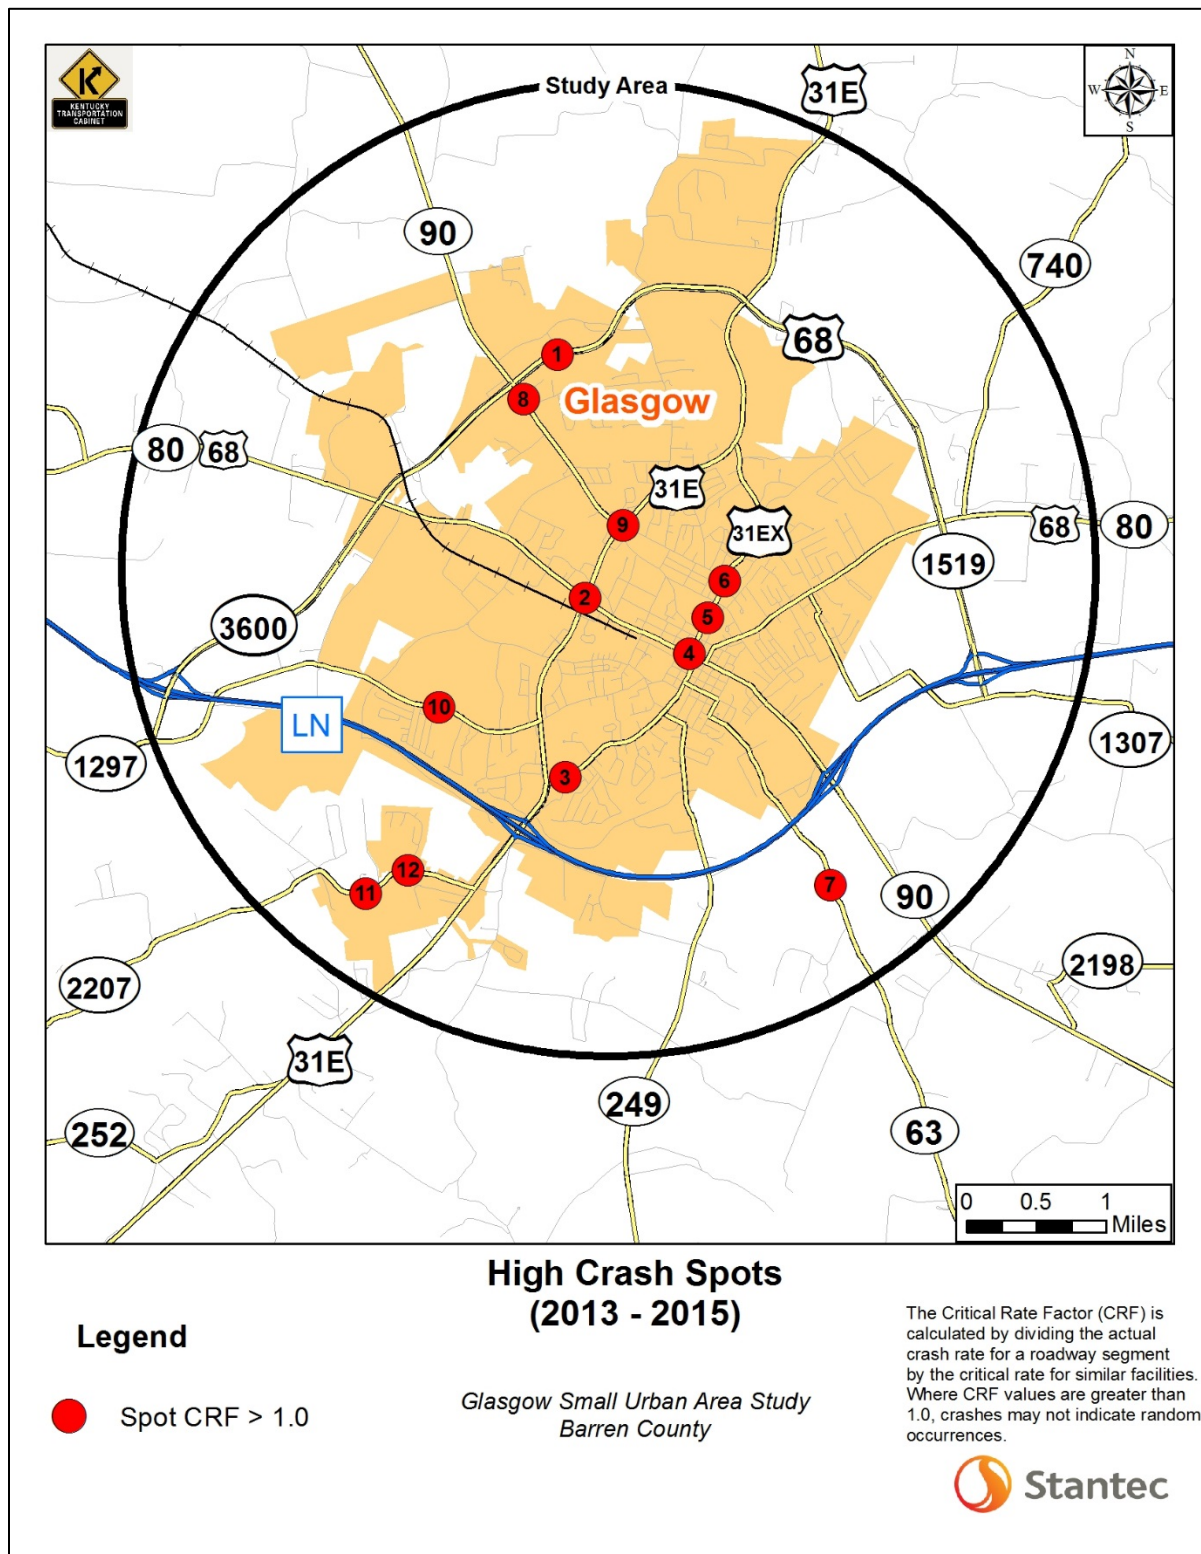 KENTUCKY
TRANSPORTATION
CABINET
Study Area
31E
N
W
E
S
90
740
68
1
8
Glasgow
80
68
31E
9
31EX
68
80
1519
6
2
5
3600
4
10
LN
1297
1307
3
12
11
7
90
2207
2198
31E
249
252
63
0 0.5 1
Miles
High Crash Spots
(2013 - 2015)
Legend
Spot CRF > 1.0
Glasgow Small Urban Area Study
Barren County
The Critical Rate Factor (CRF) is
calculated by dividing the actual
crash rate for a roadway segment
by the critical rate for similar facilities.
Where CRF values are greater than
1.0, crashes may not indicate random
occurrences.
Stantec